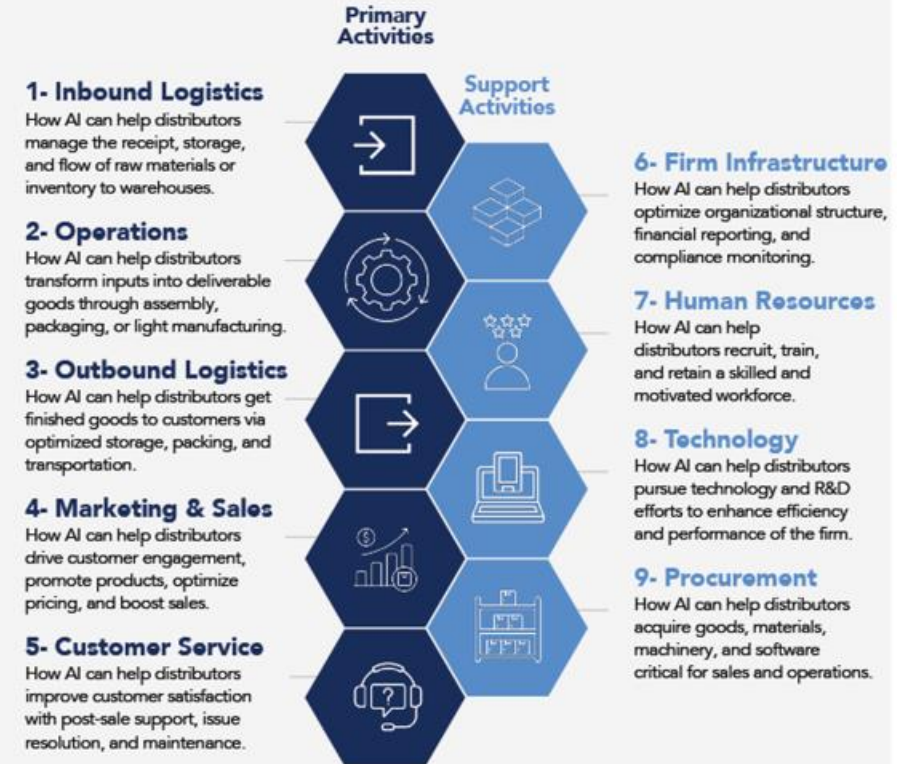 Primary
Activities
1- Inbound Logistics
How AI can help distributors
manage the receipt, storage,
and flow of raw materials or
inventory to warehouses.
2- Operations
How AI can help distributors
transform inputs into deliverable
goods through assembly,
packaging, or light manufacturing.
3- Outbound Logistics
How AI can help distributors get
finished goods to customers via
optimized storage, packing, and
transportation.
4- Marketing & Sales
How AI can help distributors
drive customer engagement,
promote products, optimize
pricing, and boost sales.
5- Customer Service
How AI can help distributors
improve customer satisfaction
with post-sale support, issue
resolution, and maintenance.
Support
Activities
6- Firm Infrastructure
How AI can help distributors
optimize organizational structure,
financial reporting, and
compliance monitoring.
7- Human Resources
How AI can help
distributors recruit, train,
and retain a skilled and
motivated workforce.
8- Technology
How AI can help distributors
pursue technology and R&D
efforts to enhance efficiency
and performance of the firm.
9- Procurement
How AI can help distributors
acquire goods, materials,
machinery, and software
critical for sales and operations.
$
?